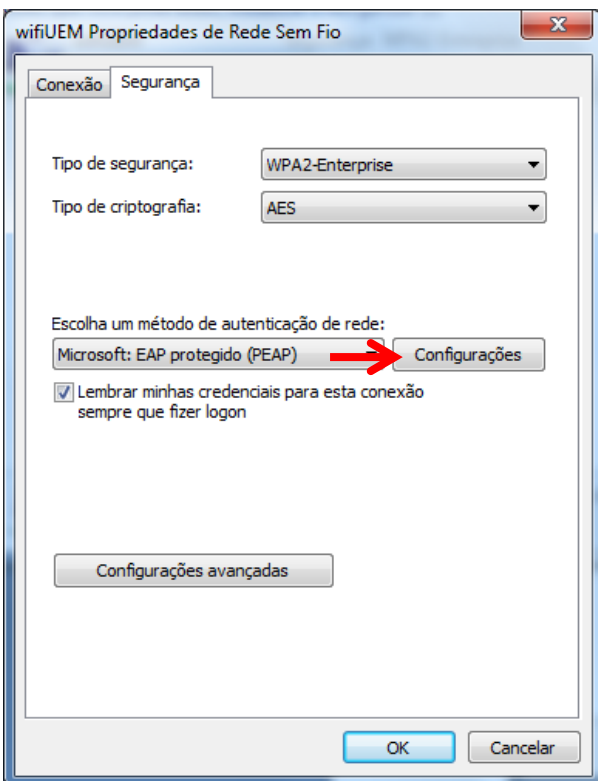 wifiUEM Propriedades de Rede Sem Fio
Conexão Segurança
Tipo de segurança: WPA2-Enterprise
Tipo de criptografia: AES
Escolha um método de autenticação de rede:
Microsoft: EAP protegido (PEAP) Configurações
Lembrar minhas credenciais para esta conexão
sempre que fizer logon
Configurações avançadas
OK Cancelar